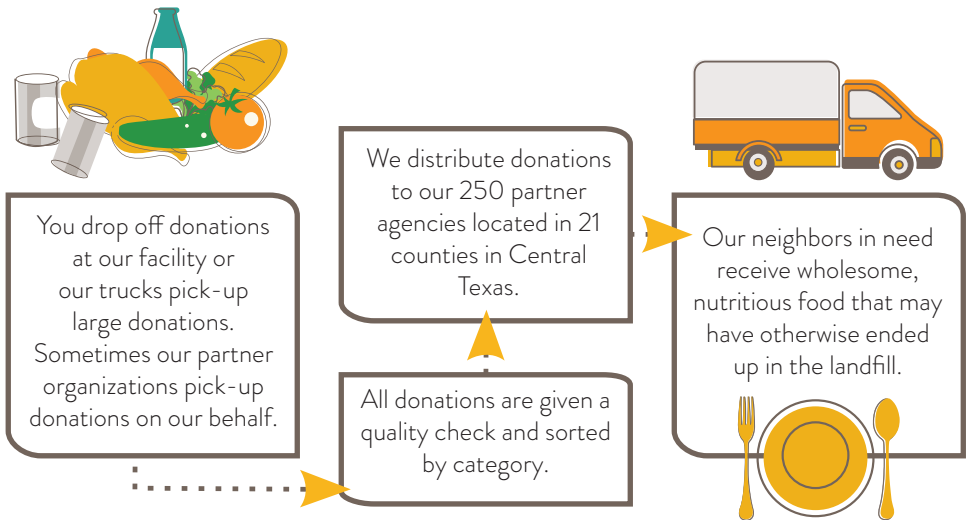 You drop off donations
at our facility or
our trucks pick-up
large donations.
Sometimes our partner
organizations pick-up
donations on our behalf.
All donations are given a
quality check and sorted
by category.
We distribute donations
to our 250 partner
agencies located in 21
counties in Central
Texas.
Our neighbors in need
receive wholesome,
nutritious food that may
have otherwise ended
up in the landfill.